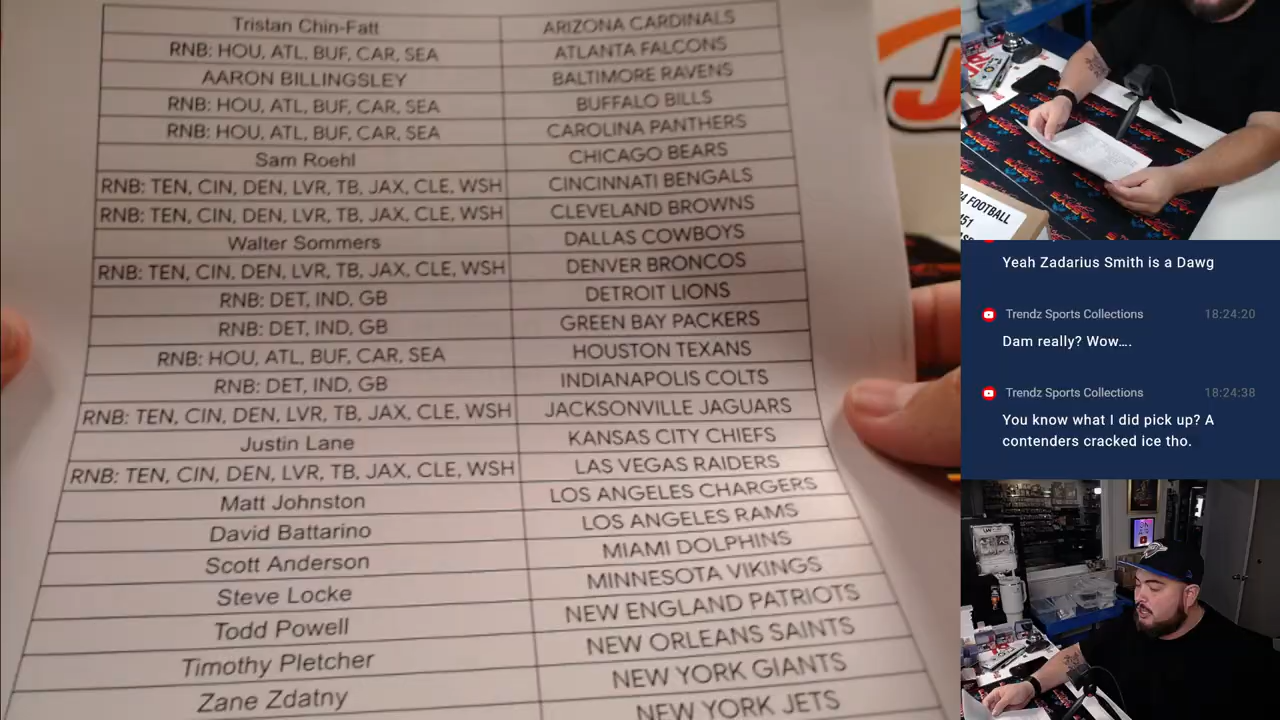 Tristan Chin-Fatt ARIZONA CARDINALS
RNB: HOU, ATL, BUF, CAR, SEA ATLANTA FALCONS
AARON BILLINGSLEY BALTIMORE RAVENS
RNB: HOU, ATL, BUF, CAR, SEA BUFFALO BILLS
RNB: HOU, ATL, BUF, CAR, SEA CAROLINA PANTHERS
Sam Roehl CHICAGO BEARS
RNB: TEN, CIN, DEN, LVR, TB, JAX, CLE, WSH CINCINNATI BENGALS
RNB: TEN, CIN, DEN, LVR, TB, JAX, CLE, WSH CLEVELAND BROWNS
Walter Sommers DALLAS COWBOYS
RNB: TEN, CIN, DEN, LVR, TB, JAX, CLE, WSH DENVER BRONCOS
RNB: DET, IND, GB DETROIT LIONS
RNB: DET, IND, GB GREEN BAY PACKERS
RNB: HOU, ATL, BUF, CAR, SEA HOUSTON TEXANS
RNB: DET, IND, GB INDIANAPOLIS COLTS
RNB: TEN, CIN, DEN, LVR, TB, JAX, CLE, WSH JACKSONVILLE JAGUARS
Justin Lane KANSAS CITY CHIEFS
RNB: TEN, CIN, DEN, LVR, TB, JAX, CLE, WSH LAS VEGAS RAIDERS
Matt Johnston LOS ANGELES CHARGERS
David Battarino LOS ANGELES RAMS
Scott Anderson MIAMI DOLPHINS
Steve Locke MINNESOTA VIKINGS
Todd Powell NEW ENGLAND PATRIOTS
Timothy Pletcher NEW ORLEANS SAINTS
Zane Zdatny NEW YORK GIANTS
NEW YORK JETS
FOOTBALL
Yeah Zadarius Smith is a Dawg
Trendz Sports Collections 18:24:20
Dam really? Wow....
Trendz Sports Collections 18:24:38
You know what I did pick up? A
contenders cracked ice tho.